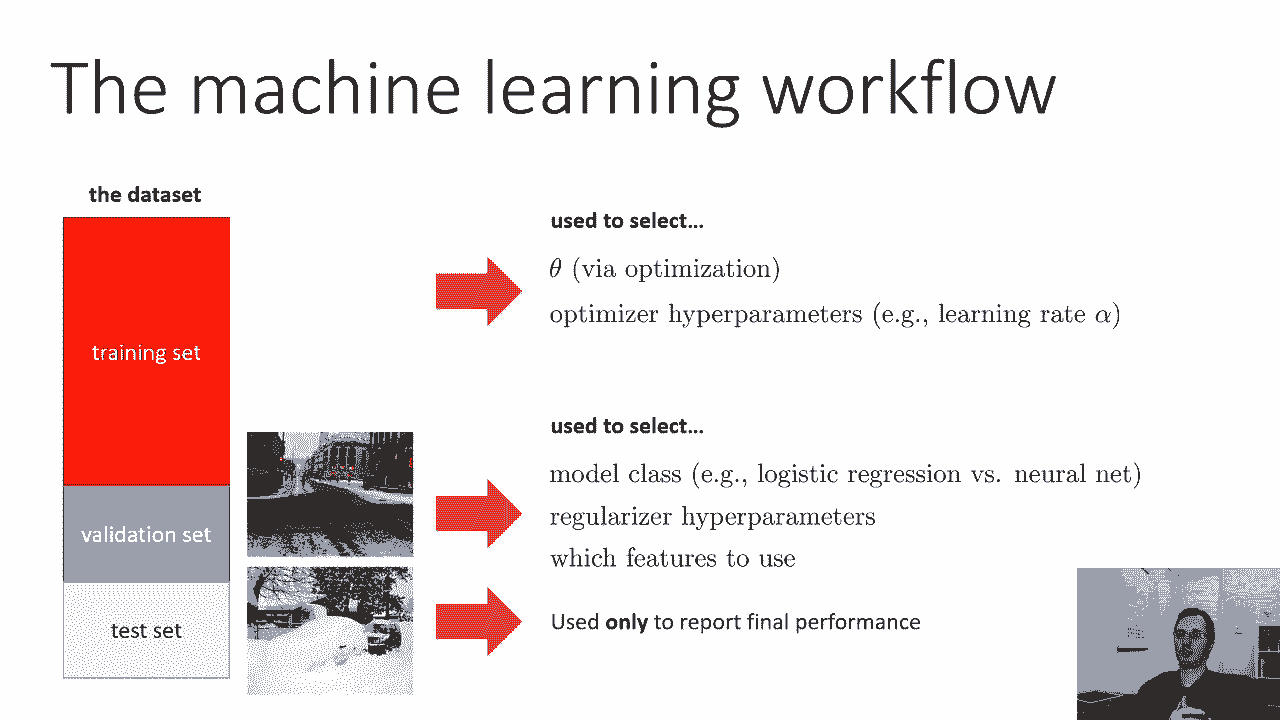 The machine learning workflow
the dataset
training set
validation set
test set
used to select...
θ (via optimization)
optimizer hyperparameters (e.g., learning rate α)
used to select...
model class (e.g., logistic regression vs. neural net)
regularizer hyperparameters
which features to use
Used only to report final performance